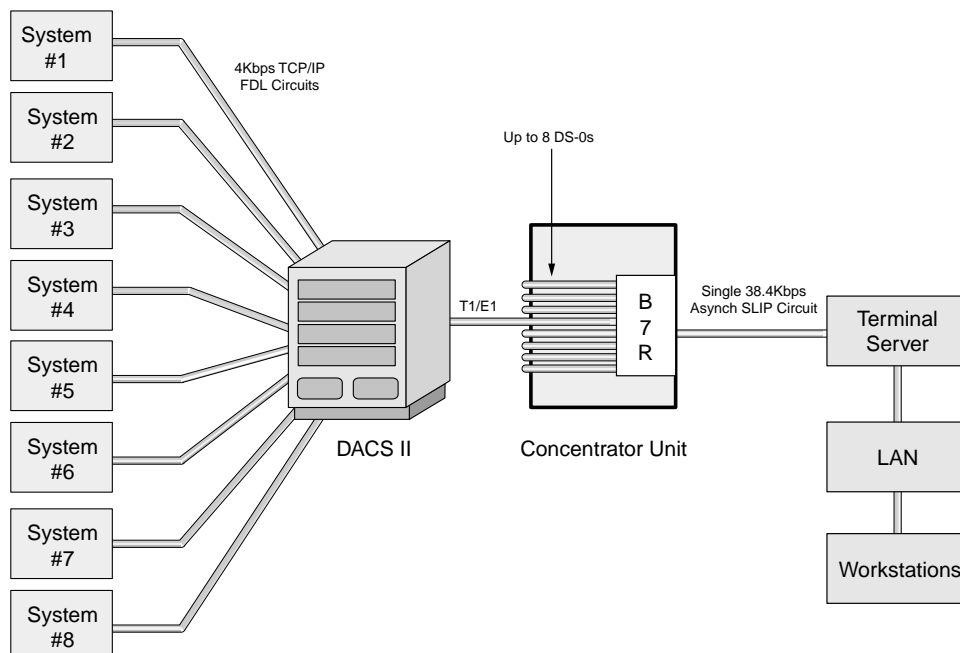 System
#1
System
#2
System
#3
System
#4
System
#5
System
#6
System
#7
System
#8
4Kbps TCP/IP
FDL Circuits
DACS II
T1/E1
Up to 8 DS-0s
B
7
R
Concentrator Unit
Single 38.4Kbps
Asynch SLIP Circuit
Terminal
Server
LAN
Workstations